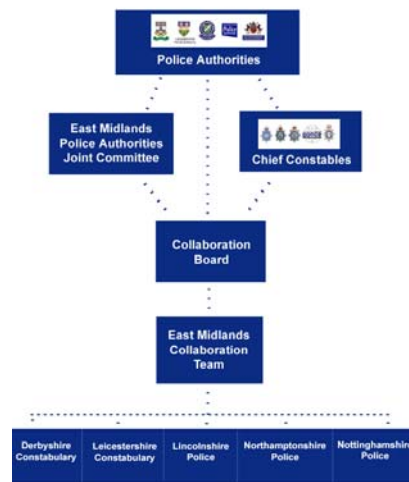 Police Authorities
East Midlands
Police Authorities
Joint Committee
Chief Constables
Collaboration
Board
East Midlands
Collaboration
Team
Derbyshire
Constabulary
Leicestershire
Constabulary
Lincolnshire
Police
Northamptonshire
Police
Nottinghamshire
Police